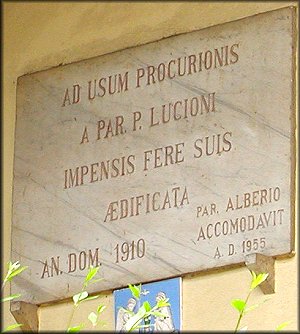 AD USUM PROCURIONIS
A PAR. P. LUCIONI
IMPENSIS FERE SUIS
ÆDIFICATA
AN. DOM. 1910
PAR. ALBERIO
ACCOMODAVIT
A. D. 1955